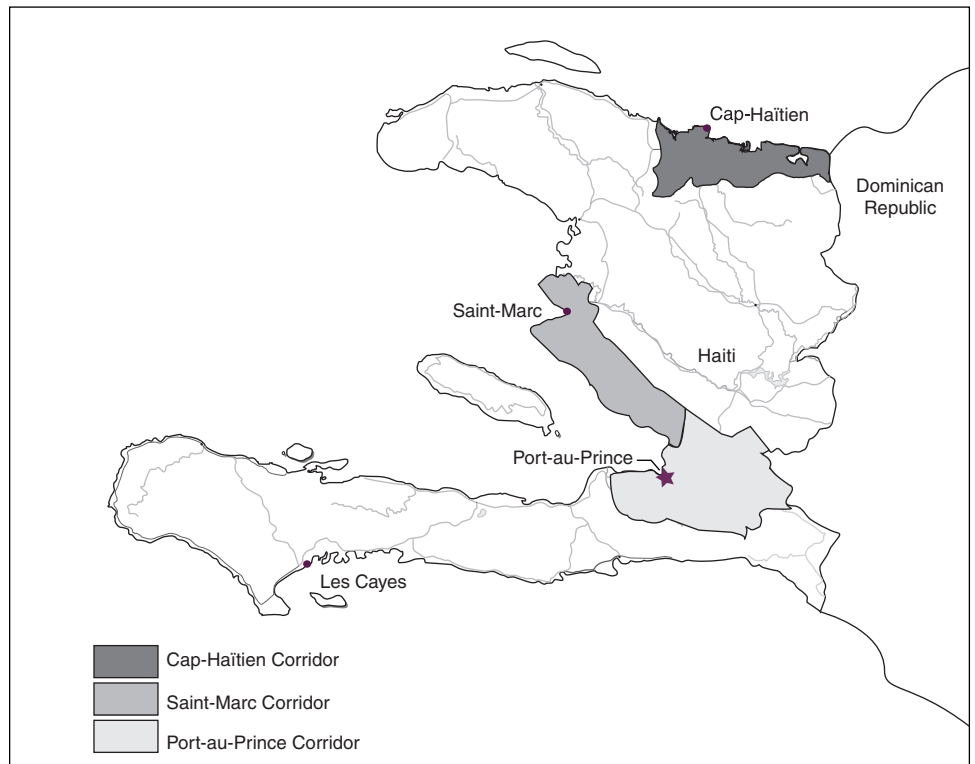 Cap-Haïtien
Dominican
Republic
Saint-Marc
Haiti
Port-au-Prince
Les Cayes
Cap-Haïtien Corridor
Saint-Marc Corridor
Port-au-Prince Corridor